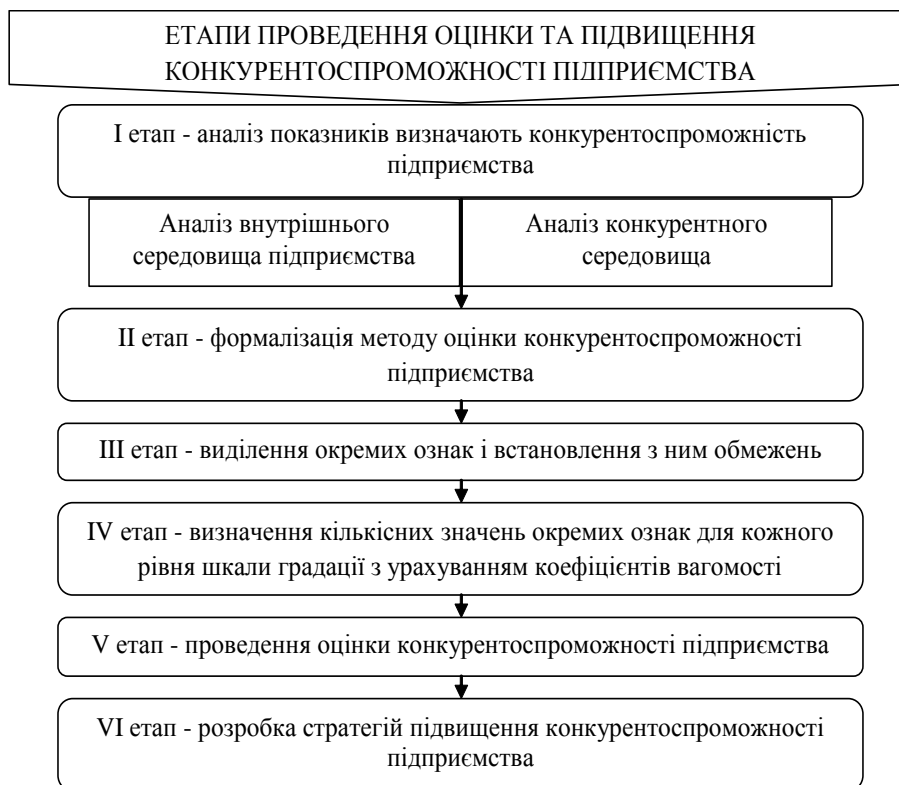 ЕТАПИ ПРОВЕДЕННЯ ОЦІНКИ ТА ПІДВИЩЕННЯ
КОНКУРЕНТОСПРОМОЖНОСТІ ПІДПРИЄМСТВА
I етап - аналіз показників визначають конкурентоспроможність
підприємства
Аналіз внутрішнього
середовища підприємства
Аналіз конкурентного
середовища
II етап - формалізація методу оцінки конкурентоспроможності
підприємства
III етап - виділення окремих ознак і встановлення з ним обмежень
IV етап - визначення кількісних значень окремих ознак для кожного
рівня шкали градації з урахуванням коефіцієнтів вагомості
V етап - проведення оцінки конкурентоспроможності підприємства
VI етап - розробка стратегій підвищення конкурентоспроможності
підприємства